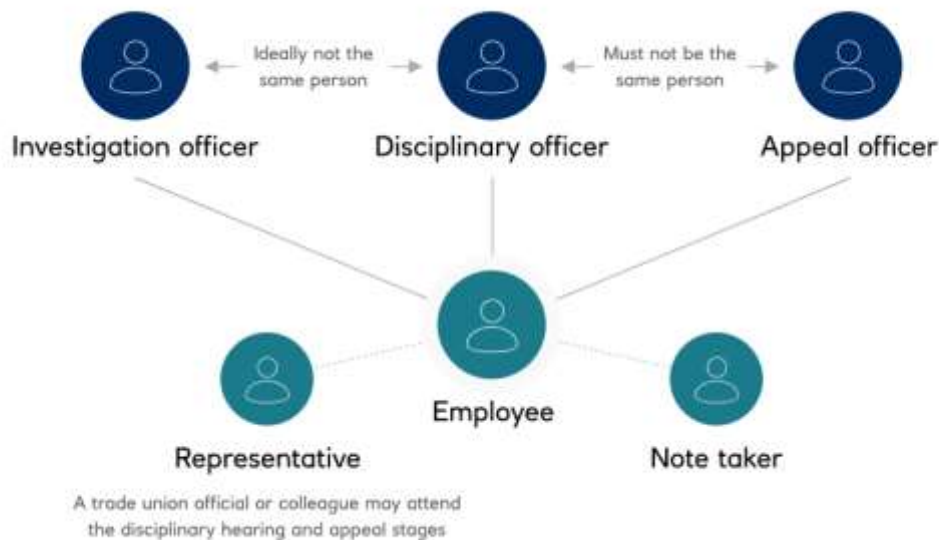 Ideally not the
same person
Must not be the
same person
Investigation officer
Disciplinary officer
Appeal officer
Employee
Representative
Note taker
A trade union official or colleague may attend
the disciplinary hearing and appeal stages